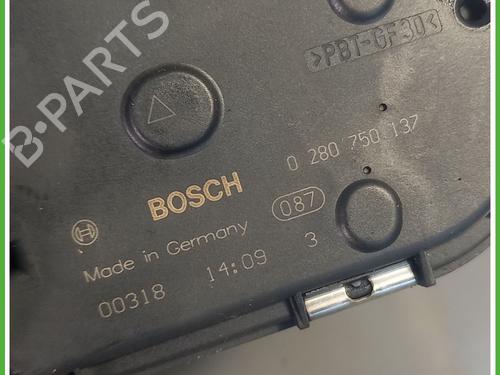 >PBT-GF30<
B-PARTS
0 280 750 137
BOSCH
087
Made in Germany
3
00318 14:09